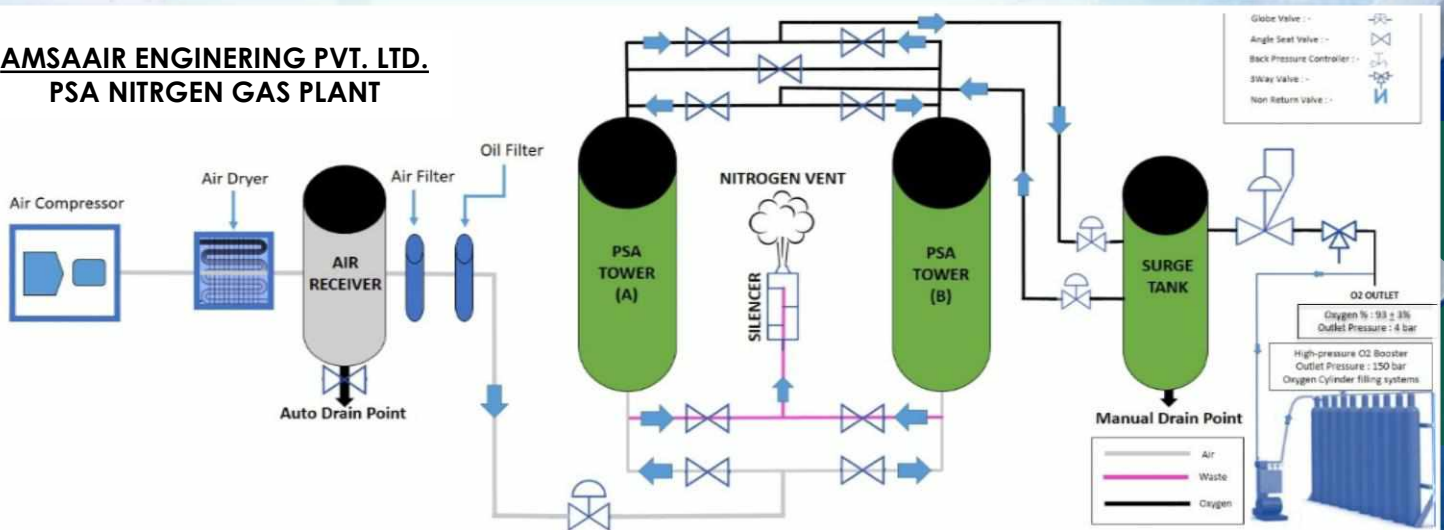 AMSAAIR ENGINERING PVT. LTD.
PSA NITRGEN GAS PLANT
Globe Valve : -
Angle Seat Valve : -
Back Pressure Controller : -
3Way Valve : -
Non Return Valve : -
Air Compressor
Air Dryer
AIR
RECEIVER
Air Filter
Oil Filter
Auto Drain Point
PSA
TOWER
(A)
NITROGEN VENT
SILENCER
PSA
TOWER
(B)
SURGE
TANK
Manual Drain Point
O2 OUTLET
Oxygen % : 93 ± 3%
Outlet Pressure : 4 bar
High-pressure O2 Booster
Outlet Pressure : 150 bar
Oxygen Cylinder filling systems
Air
Waste
Oxygen